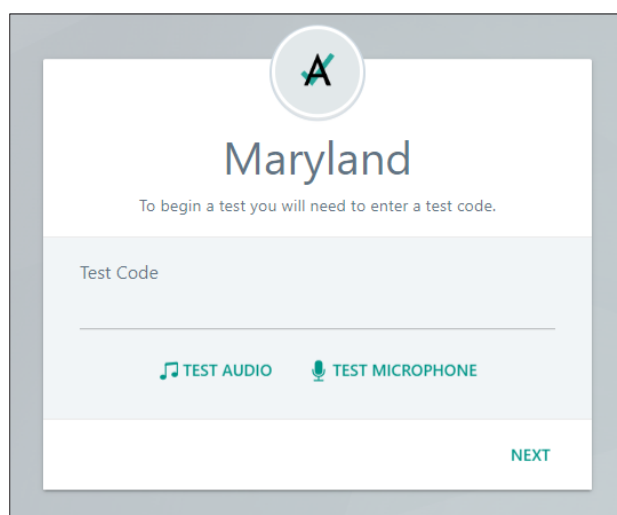 A
Maryland
To begin a test you will need to enter a test code.
Test Code
TEST AUDIO
TEST MICROPHONE
NEXT